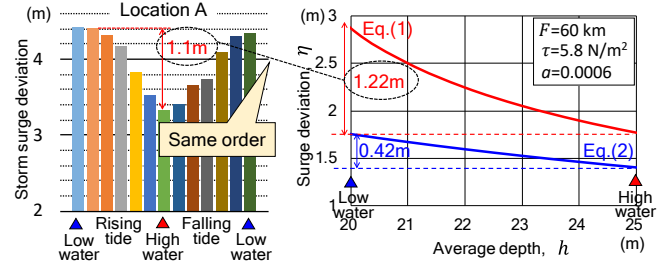 (m)
Location A
Storm surge deviation
4
3
2
1.1m
Same order
Low
water
Rising
tide
High
water
Falling
tide
Low
water
(m)
Surge deviation, η
3
2.5
2
1.5
1
Eq.(1)
F=60 km
τ=5.8 N/m²
a=0.0006
1.22m
0.42m
Eq.(2)
Low
water
High
water
20
21
22
23
24
25
Average depth, h
(m)